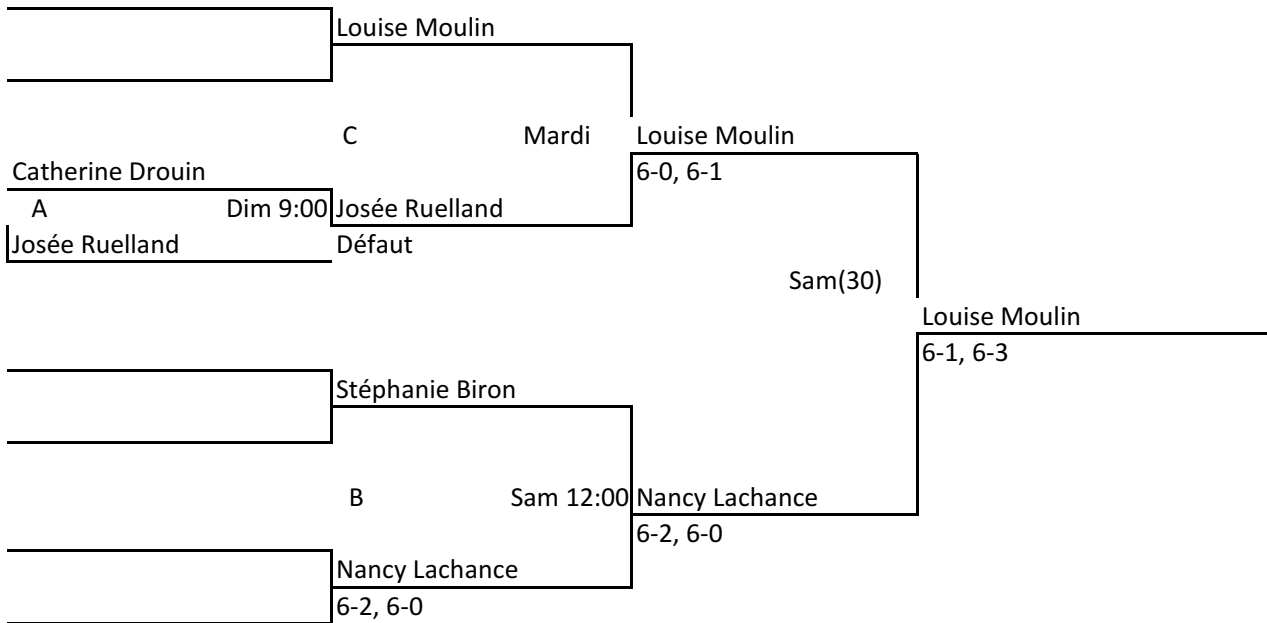 Louise Moulin
C Mardi Louise Moulin
Catherine Drouin 6-0, 6-1
A Dim 9:00 Josée Ruelland
Josée Ruelland Défaut
Sam(30)
Louise Moulin
6-1, 6-3
Stéphanie Biron
B Sam 12:00 Nancy Lachance
6-2, 6-0
Nancy Lachance
6-2, 6-0